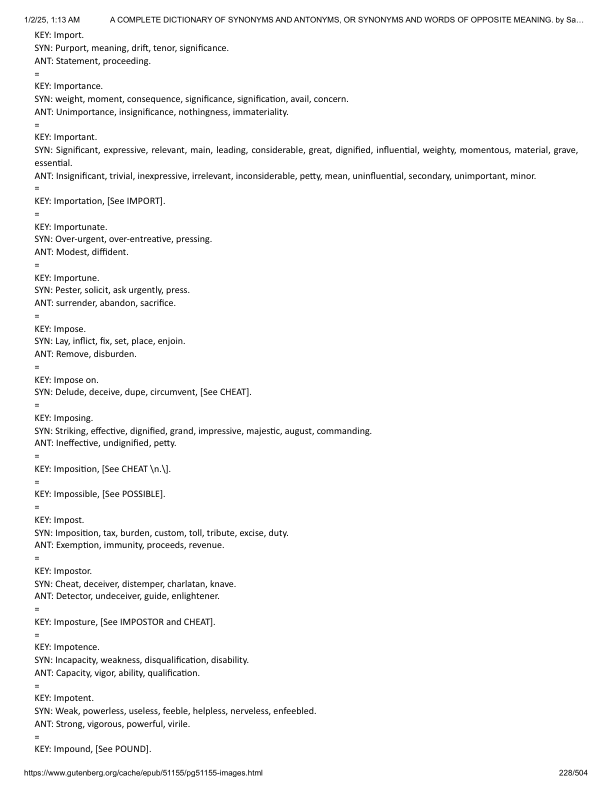 1/2/25, 1:13 AM A COMPLETE DICTIONARY OF SYNONYMS AND ANTONYMS, OR SYNONYMS AND WORDS OF OPPOSITE MEANING. by Sa…
KEY: Import.
SYN: Purport, meaning, drift, tenor, significance.
ANT: Statement, proceeding.
=
KEY: Importance.
SYN: weight, moment, consequence, significance, signification, avail, concern.
ANT: Unimportance, insignificance, nothingness, immateriality.
=
KEY: Important.
SYN: Significant, expressive, relevant, main, leading, considerable, great, dignified, influential, weighty, momentous, material, grave,
essential.
ANT: Insignificant, trivial, inexpressive, irrelevant, inconsiderable, petty, mean, uninfluential, secondary, unimportant, minor.
=
KEY: Importation, [See IMPORT].
=
KEY: Importunate.
SYN: Over-urgent, over-entreative, pressing.
ANT: Modest, diffident.
=
KEY: Importune.
SYN: Pester, solicit, ask urgently, press.
ANT: surrender, abandon, sacrifice.
=
KEY: Impose.
SYN: Lay, inflict, fix, set, place, enjoin.
ANT: Remove, disburden.
=
KEY: Impose on.
SYN: Delude, deceive, dupe, circumvent, [See CHEAT].
=
KEY: Imposing.
SYN: Striking, effective, dignified, grand, impressive, majestic, august, commanding.
ANT: Ineffective, undignified, petty.
=
KEY: Imposition, [See CHEAT \n.\].
=
KEY: Impossible, [See POSSIBLE].
=
KEY: Impost.
SYN: Imposition, tax, burden, custom, toll, tribute, excise, duty.
ANT: Exemption, immunity, proceeds, revenue.
=
KEY: Impostor.
SYN: Cheat, deceiver, distemper, charlatan, knave.
ANT: Detector, undeceiver, guide, enlightener.
=
KEY: Imposture, [See IMPOSTOR and CHEAT].
=
KEY: Impotence.
SYN: Incapacity, weakness, disqualification, disability.
ANT: Capacity, vigor, ability, qualification.
=
KEY: Impotent.
SYN: Weak, powerless, useless, feeble, helpless, nerveless, enfeebled.
ANT: Strong, vigorous, powerful, virile.
=
KEY: Impound, [See POUND].
https://www.gutenberg.org/cache/epub/51155/pg51155-images.html 228/504